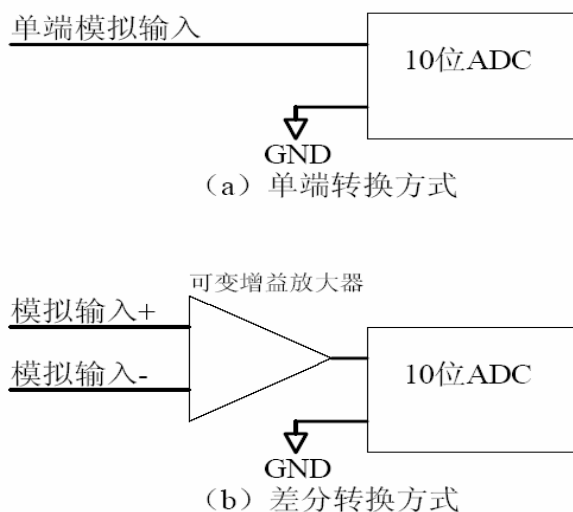 单端模拟输入
10位ADC
GND
（a）单端转换方式
可变增益放大器
模拟输入+
模拟输入-
10位ADC
GND
（b）差分转换方式